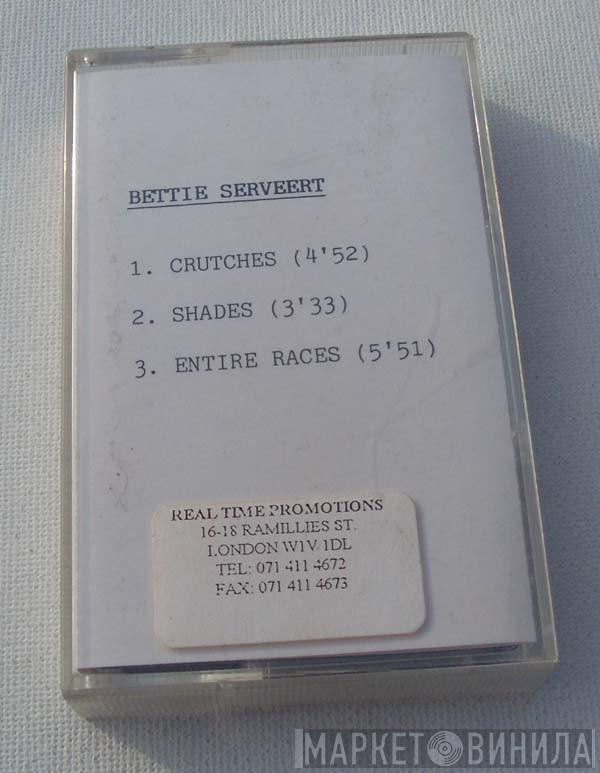 BETTIE SERVEERT
1. CRUTCHES (4'52)
2. SHADES (3'33)
3. ENTIRE RACES (5'51)
REAL TIME PROMOTIONS
16-18 RAMILLIES ST.
LONDON W1V 1DL
TEL: 071 411 4672
FAX: 071 411 4673
МАРКЕТ ВИНИЛА